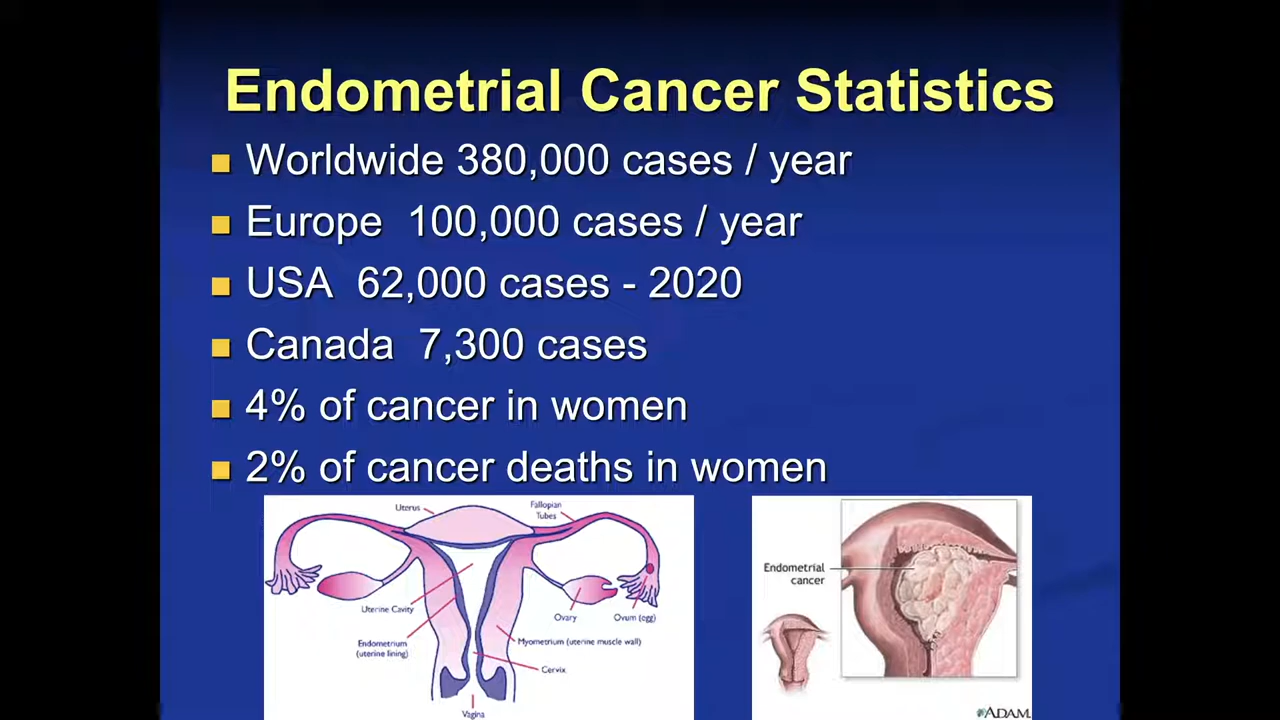 Endometrial Cancer Statistics
Worldwide 380,000 cases / year
Europe 100,000 cases / year
USA 62,000 cases - 2020
Canada 7,300 cases
4% of cancer in women
2% of cancer deaths in women
Uterus
Fallopian
Tubes
Uterine Cavity
Ovary
Ovum (egg)
Endometrium
(uterine lining)
Myometrium (uterine muscle wall)
Cervix
Vagina
Endometrial
cancer
ADAM